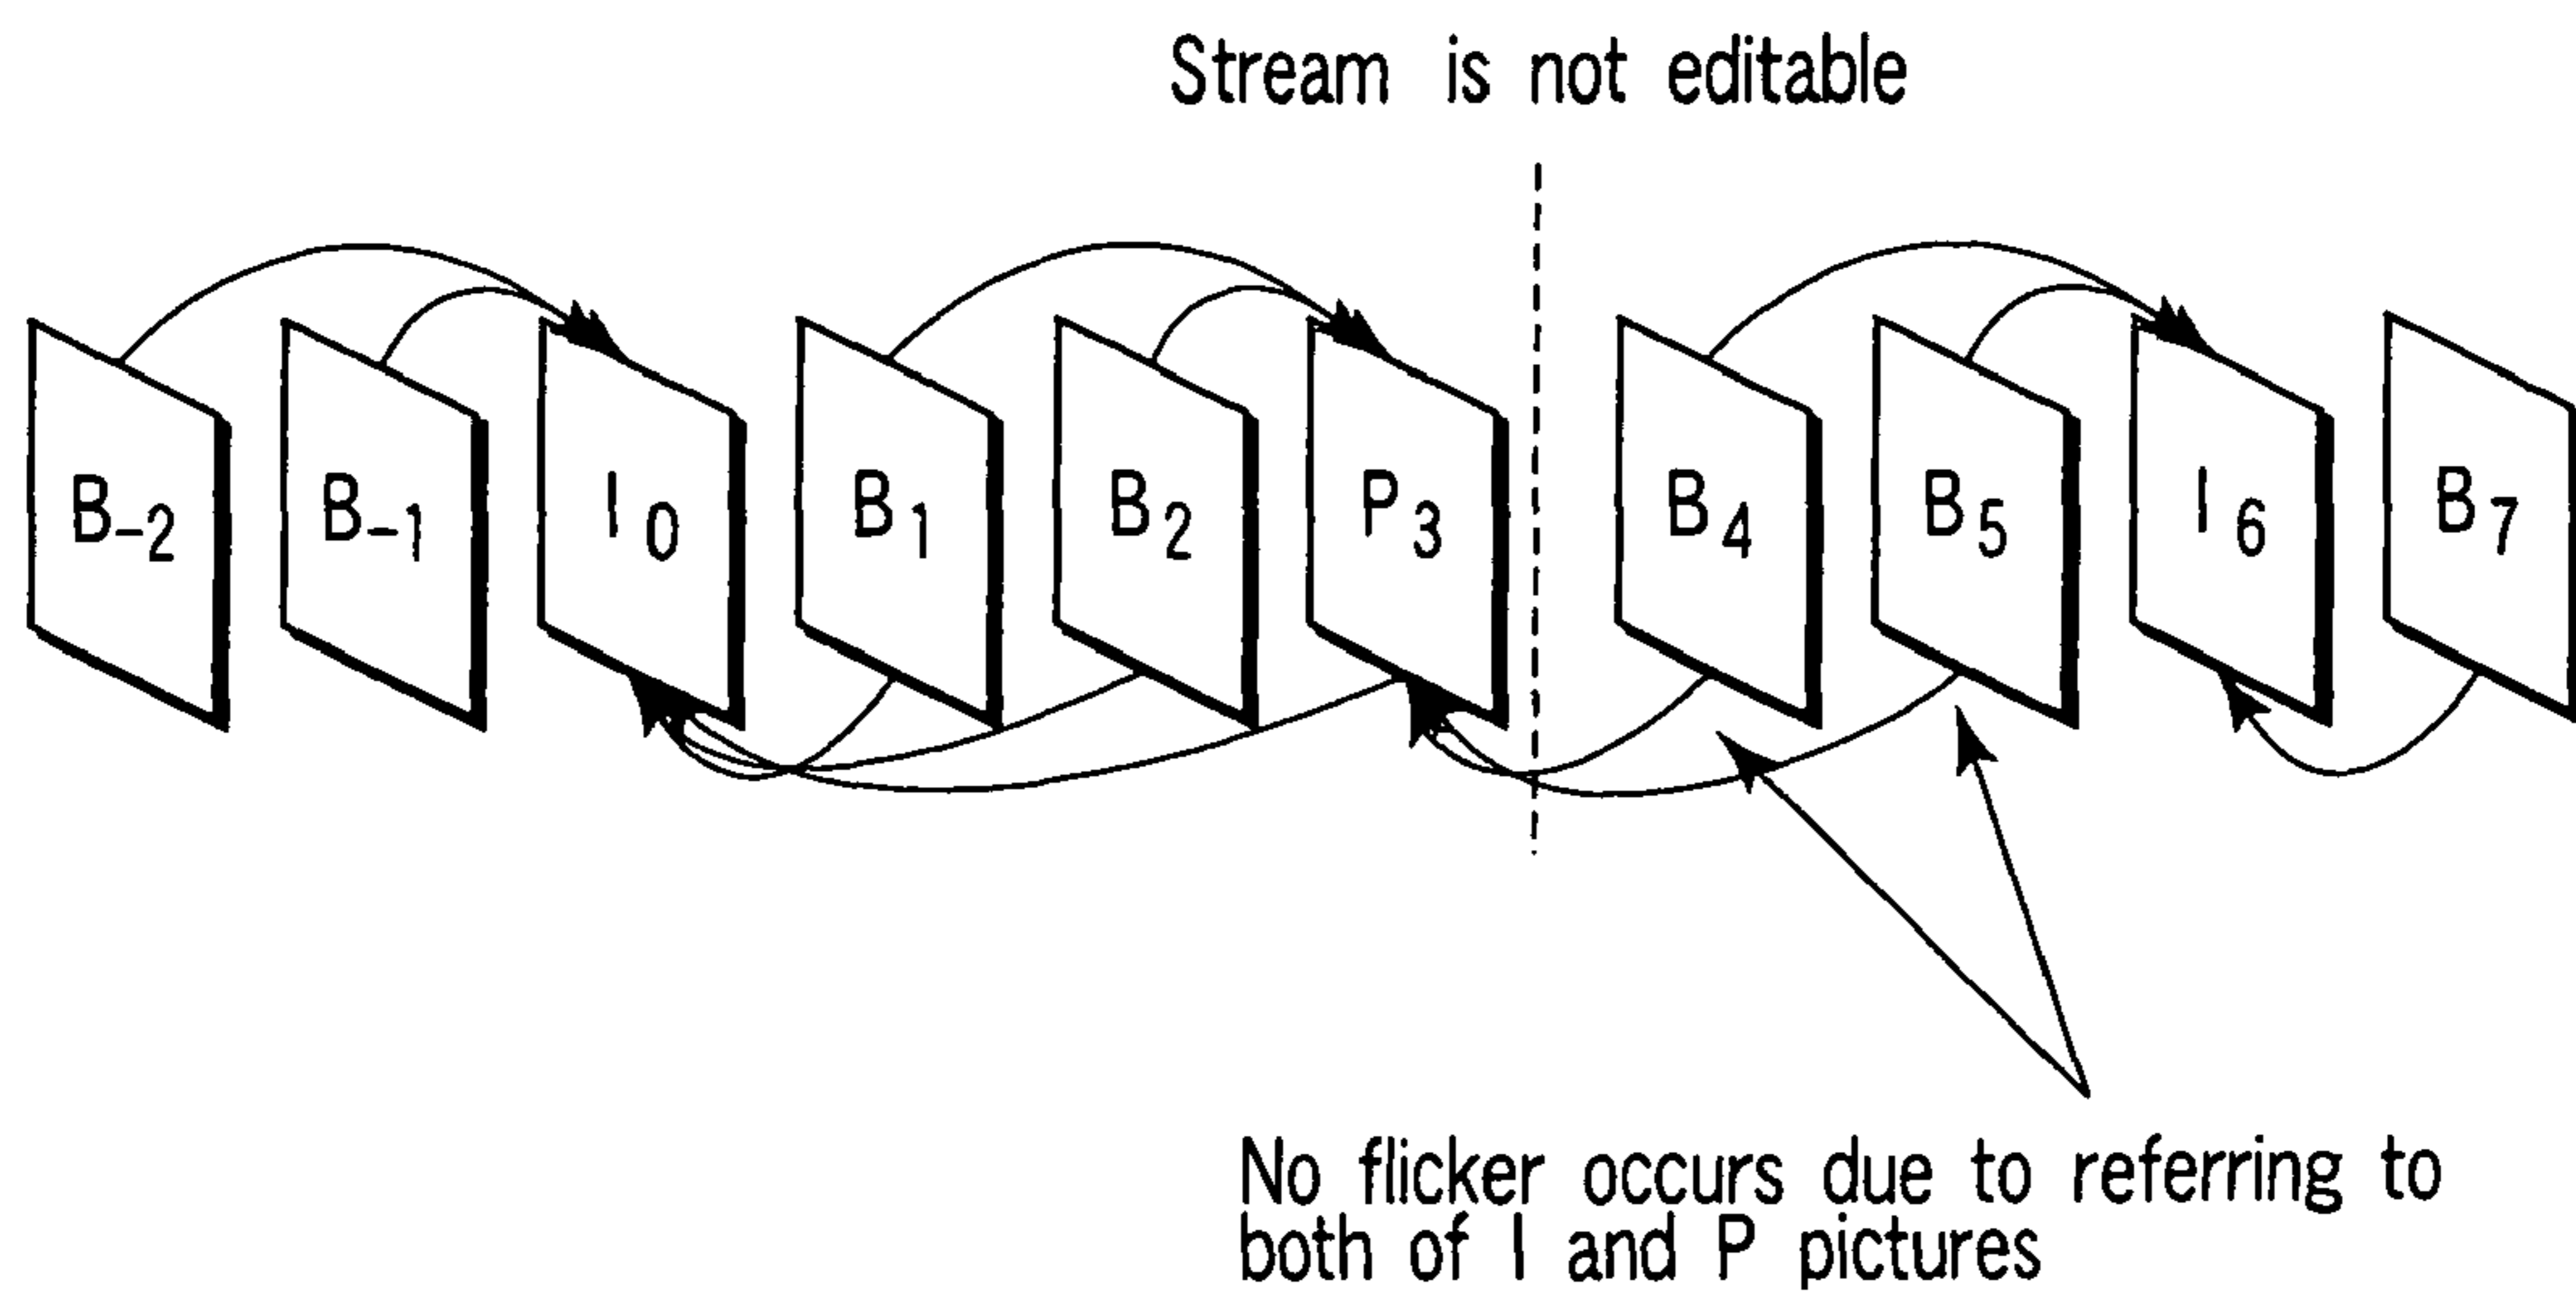 Stream is not editable
B-2 B-1 I0 B1 B2 P3 B4 B5 I6 B7
No flicker occurs due to referring to
both of I and P pictures